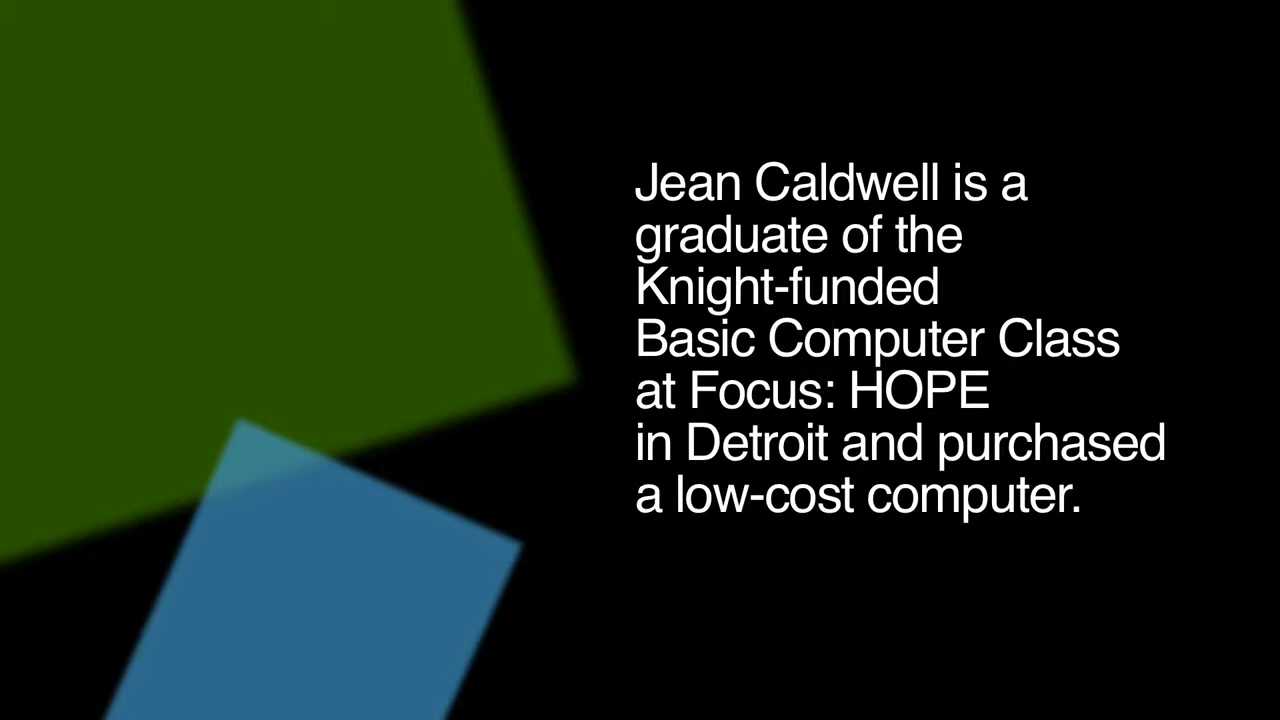 Jean Caldwell is a
graduate of the
Knight-funded
Basic Computer Class
at Focus: HOPE
in Detroit and purchased
a low-cost computer.